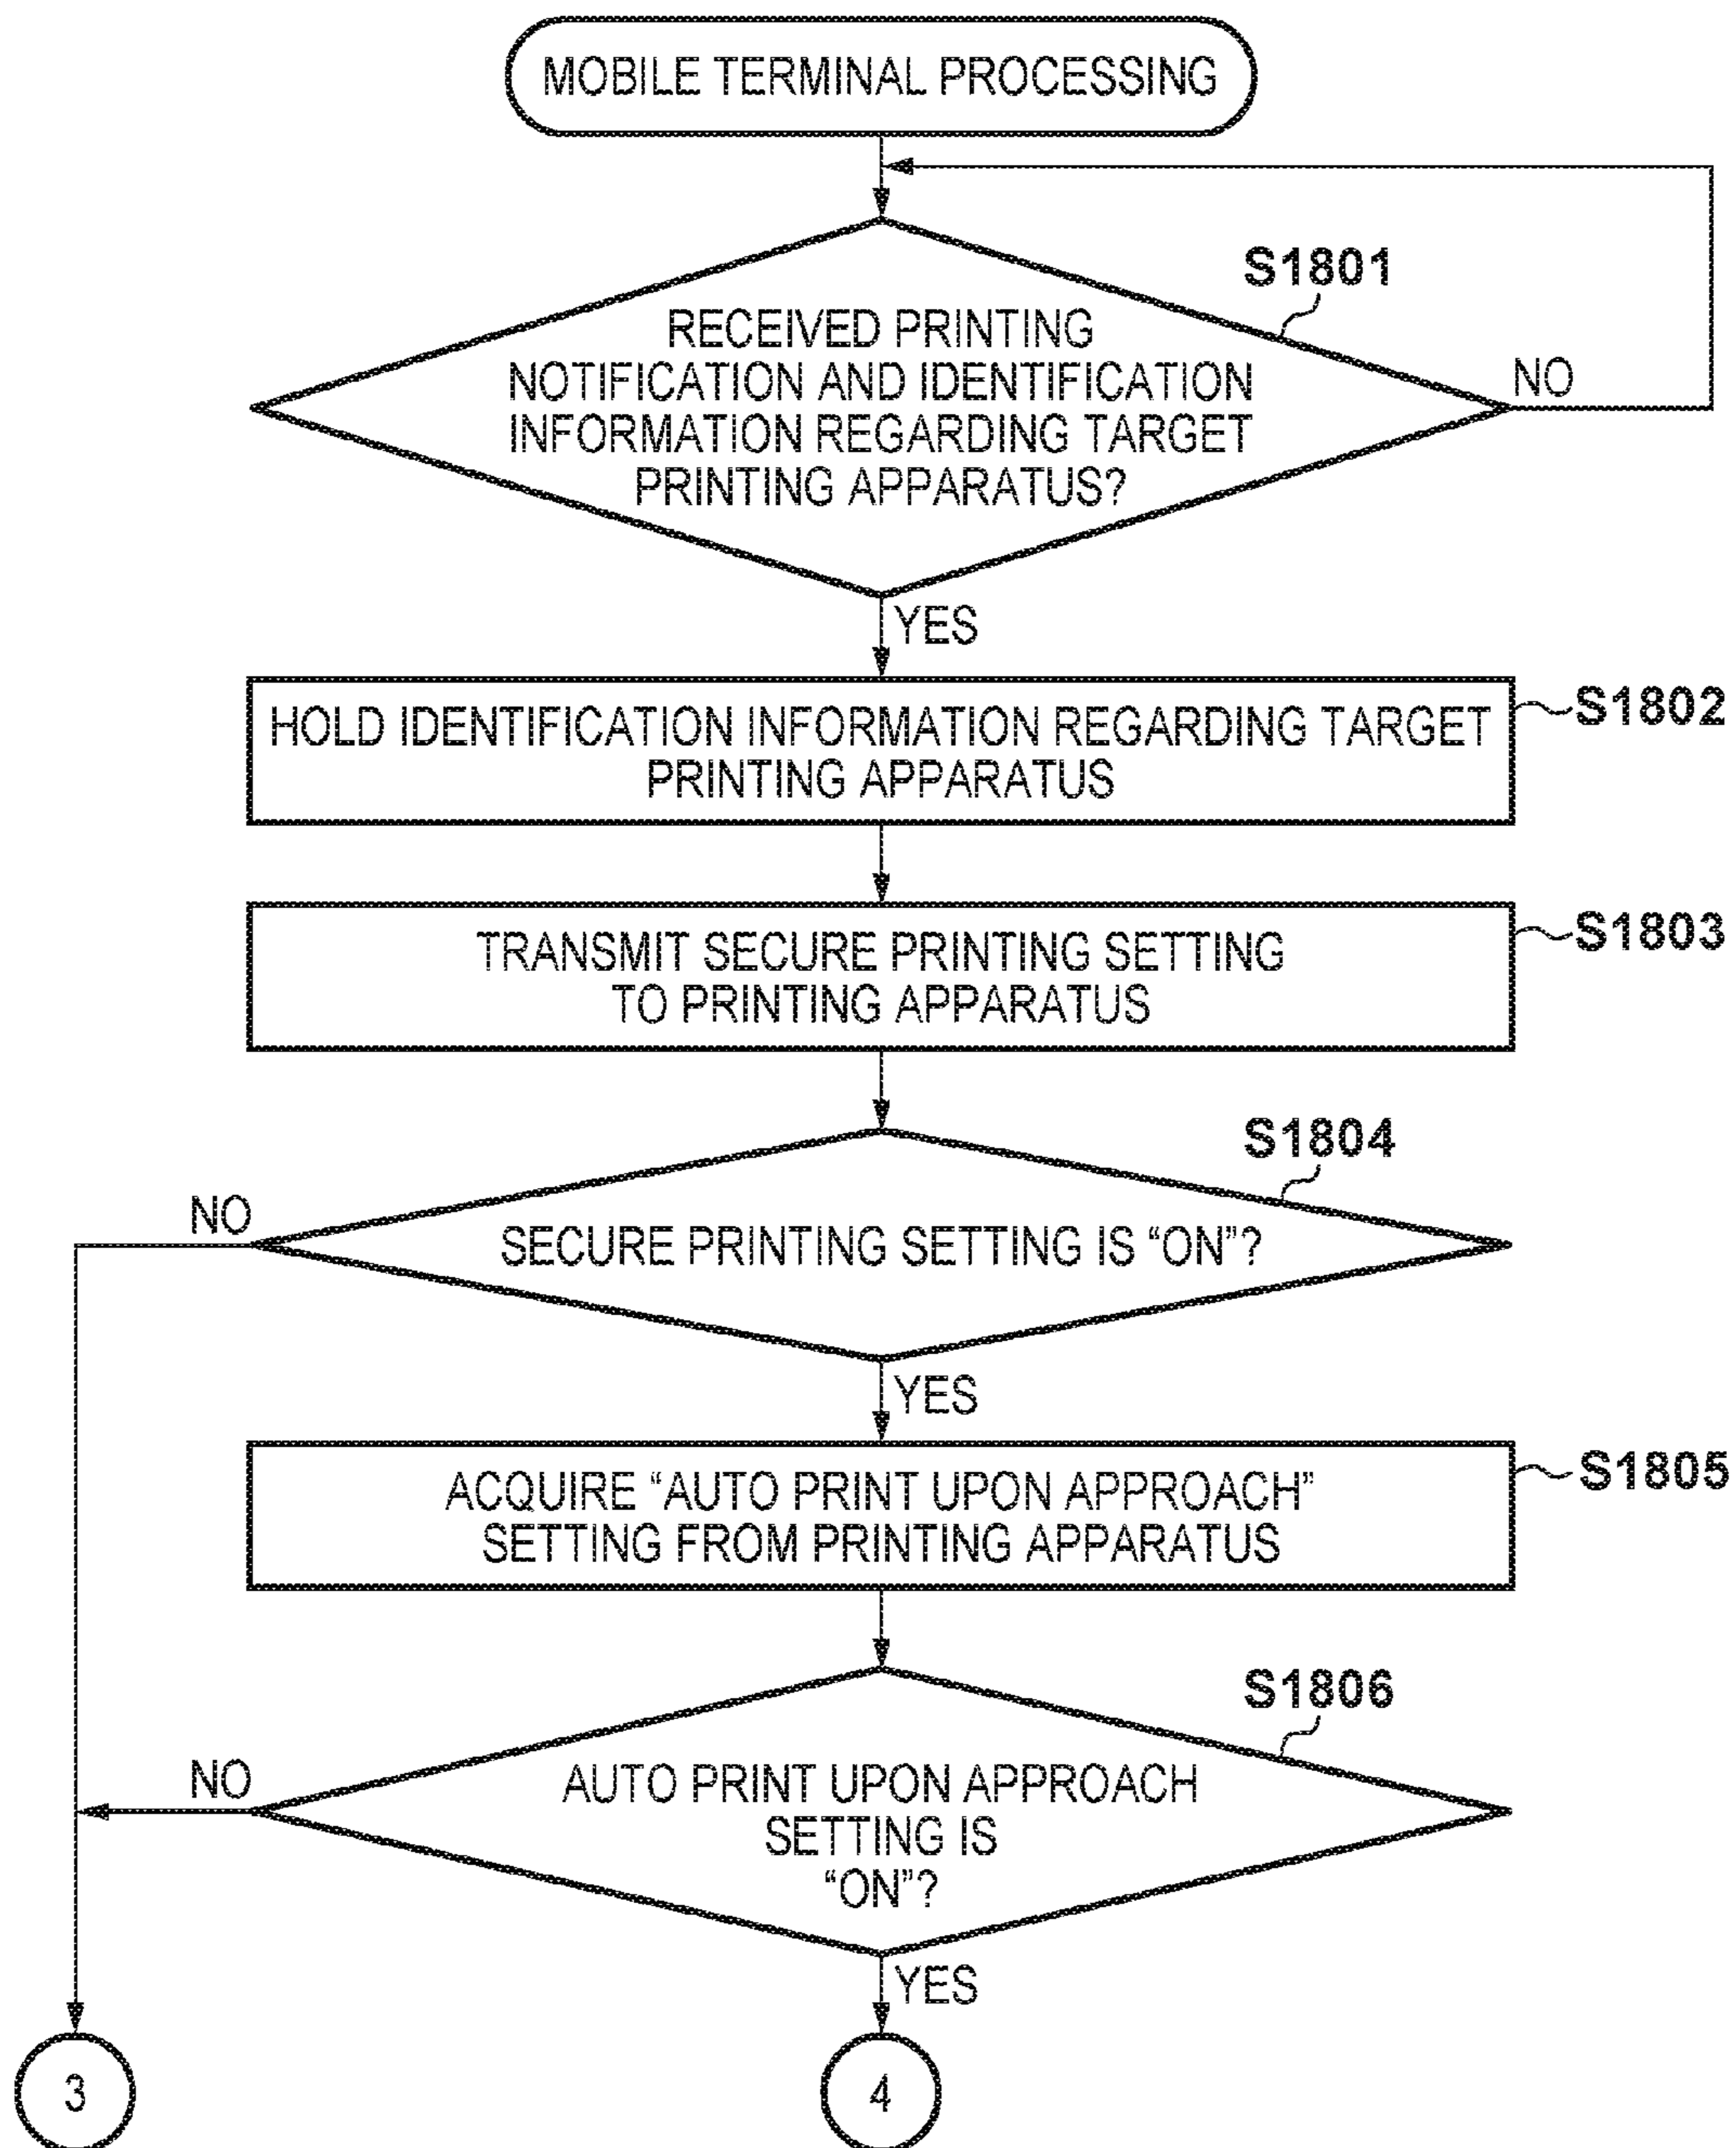 MOBILE TERMINAL PROCESSING
S1801
RECEIVED PRINTING
NOTIFICATION AND IDENTIFICATION
INFORMATION REGARDING TARGET
PRINTING APPARATUS?
NO
YES
HOLD IDENTIFICATION INFORMATION REGARDING TARGET
PRINTING APPARATUS
S1802
TRANSMIT SECURE PRINTING SETTING
TO PRINTING APPARATUS
S1803
S1804
NO
SECURE PRINTING SETTING IS “ON”?
YES
ACQUIRE “AUTO PRINT UPON APPROACH”
SETTING FROM PRINTING APPARATUS
S1805
S1806
NO
AUTO PRINT UPON APPROACH
SETTING IS
“ON”?
YES
3
4